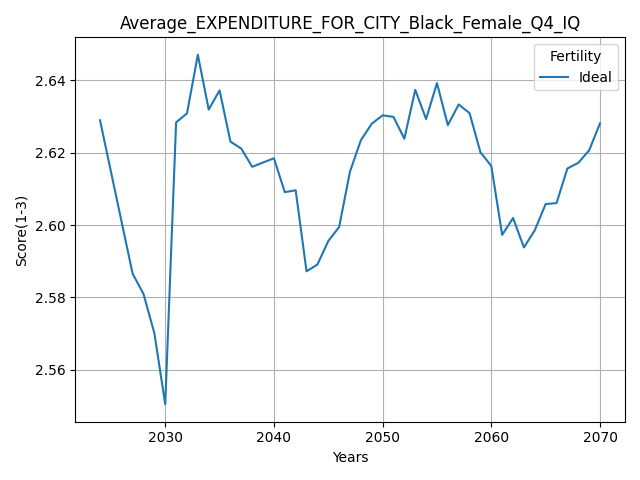 Average_EXPENDITURE_FOR_CITY_Black_Female_Q4_IQ
Fertility
Ideal
Score(1-3)
2.64
2.62
2.60
2.58
2.56
2030 2040 2050 2060 2070
Years